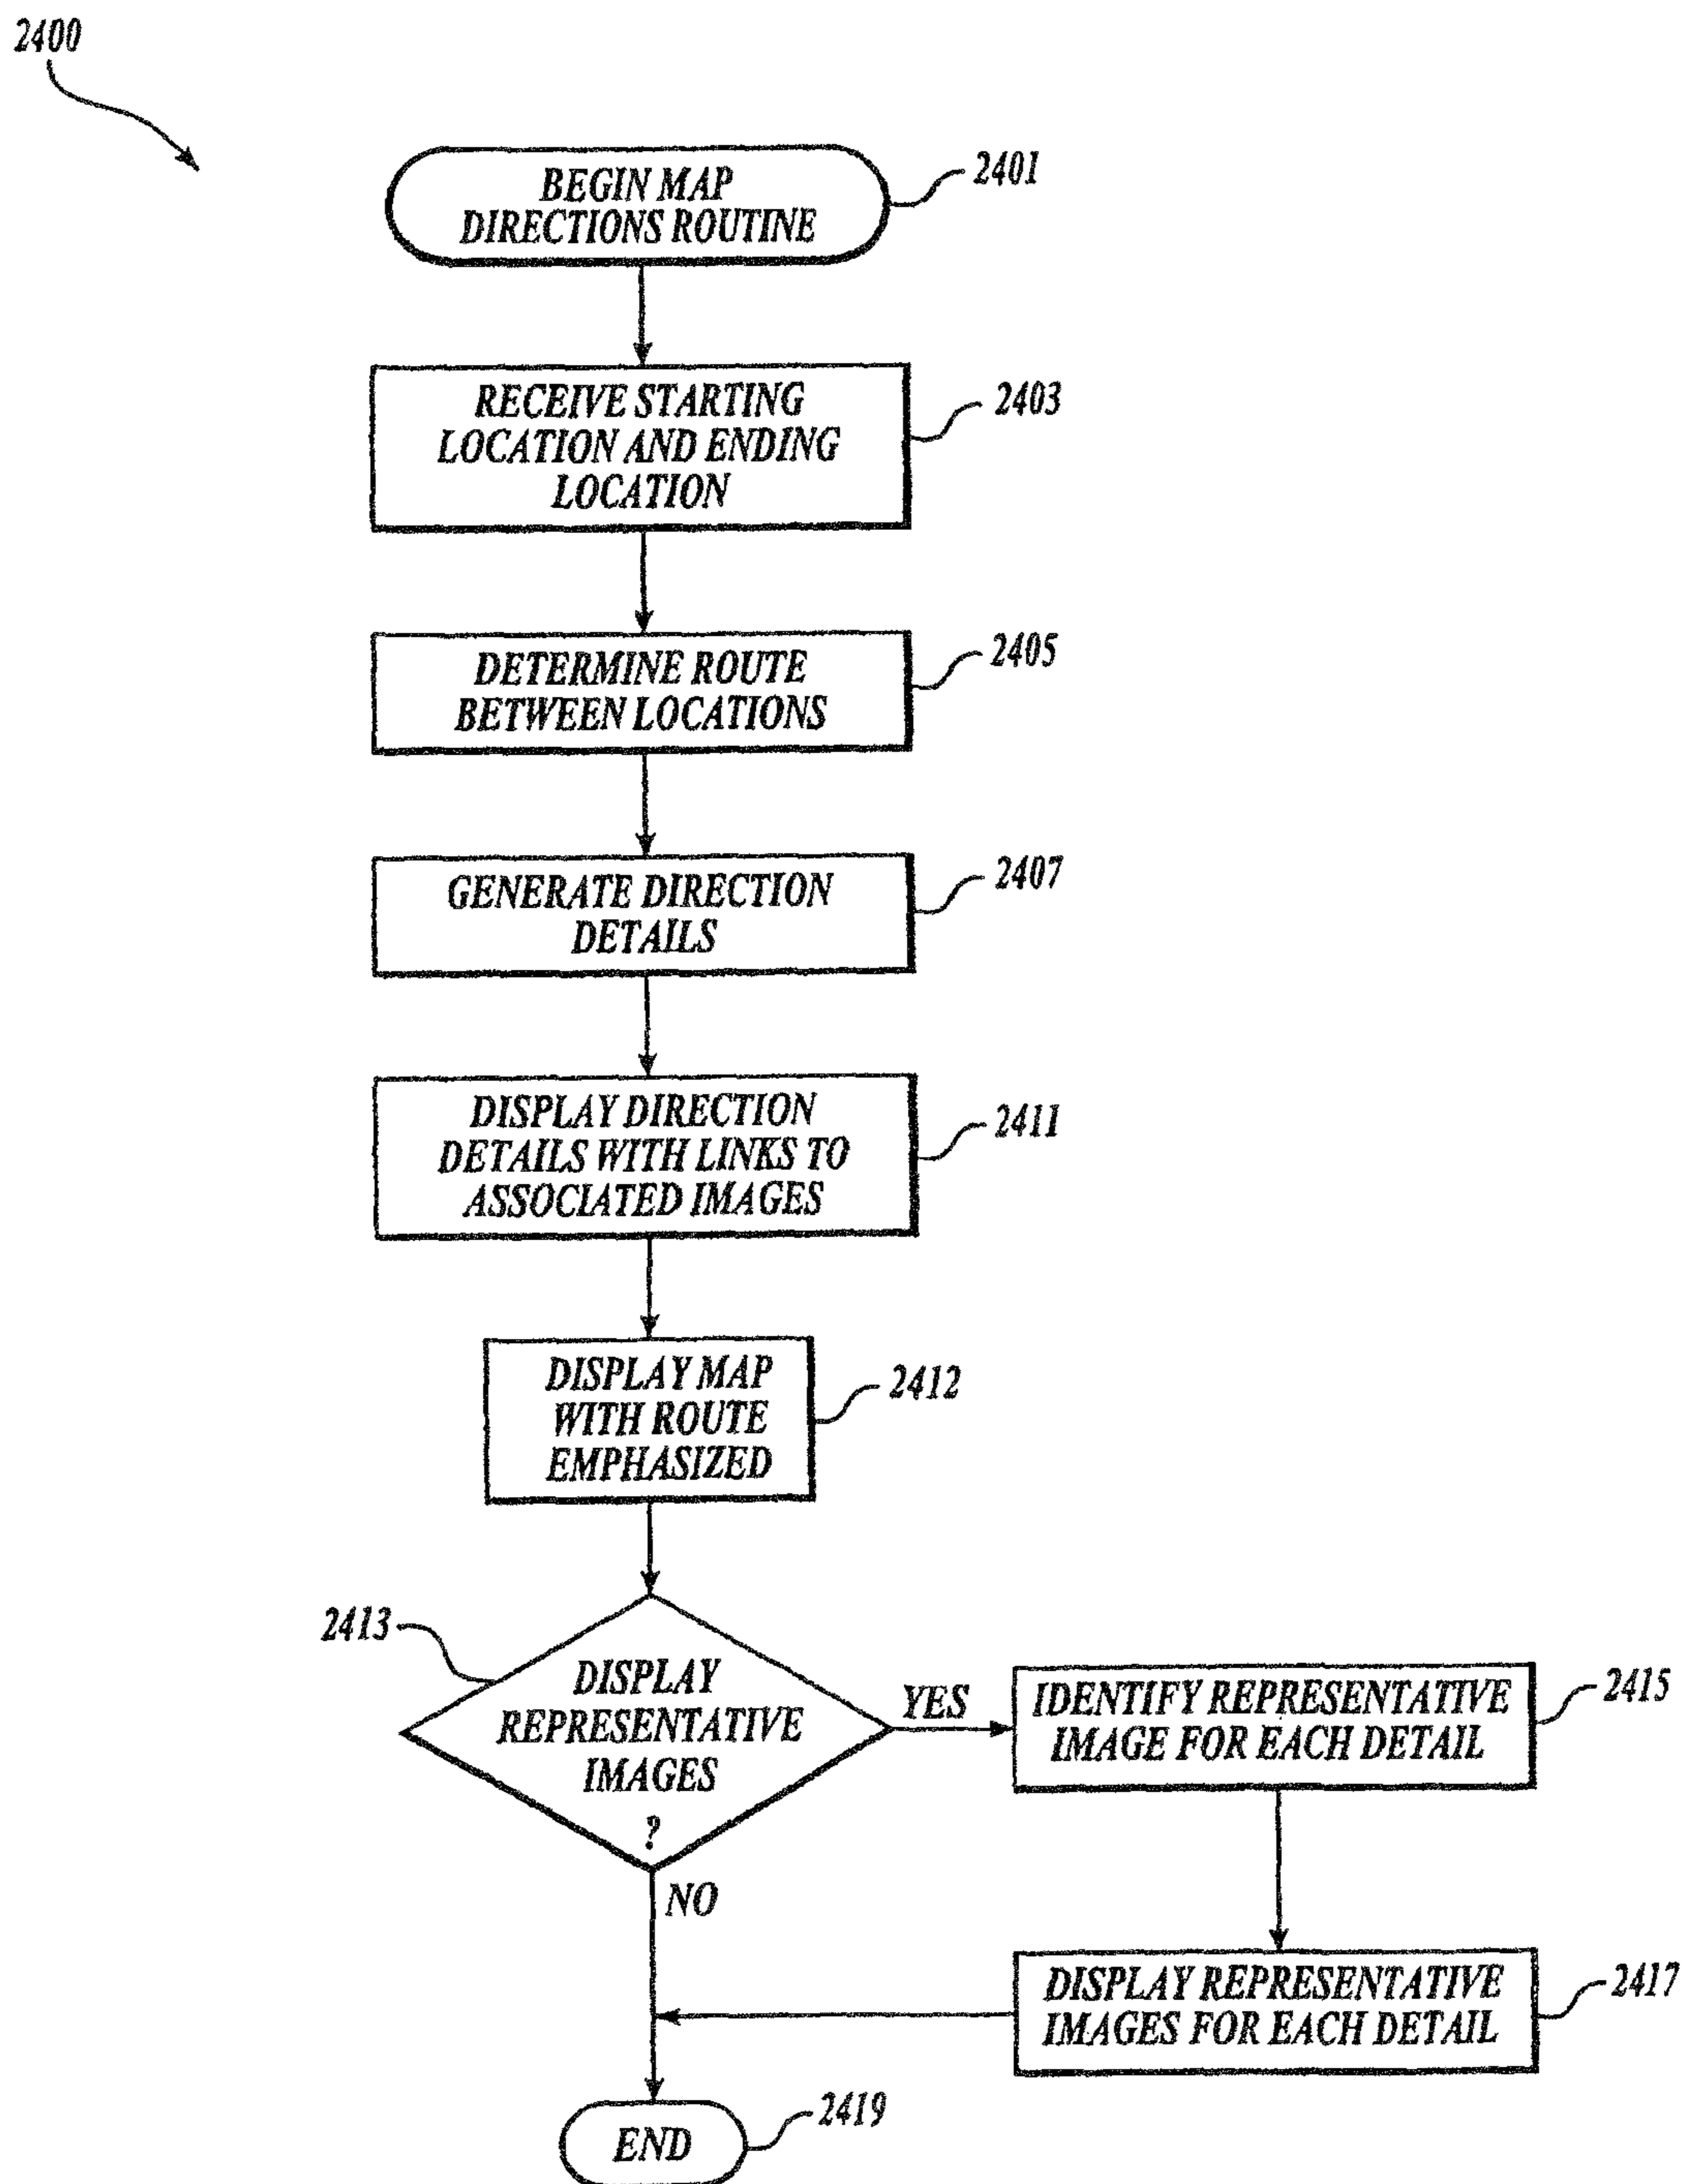 2400
BEGIN MAP
DIRECTIONS ROUTINE
2401
RECEIVE STARTING
LOCATION AND ENDING
LOCATION
2403
DETERMINE ROUTE
BETWEEN LOCATIONS
2405
GENERATE DIRECTION
DETAILS
2407
DISPLAY DIRECTION
DETAILS WITH LINKS TO
ASSOCIATED IMAGES
2411
DISPLAY MAP
WITH ROUTE
EMPHASIZED
2412
2413
DISPLAY
REPRESENTATIVE
IMAGES
?
YES
IDENTIFY REPRESENTATIVE
IMAGE FOR EACH DETAIL
2415
NO
DISPLAY REPRESENTATIVE
IMAGES FOR EACH DETAIL
2417
END
2419